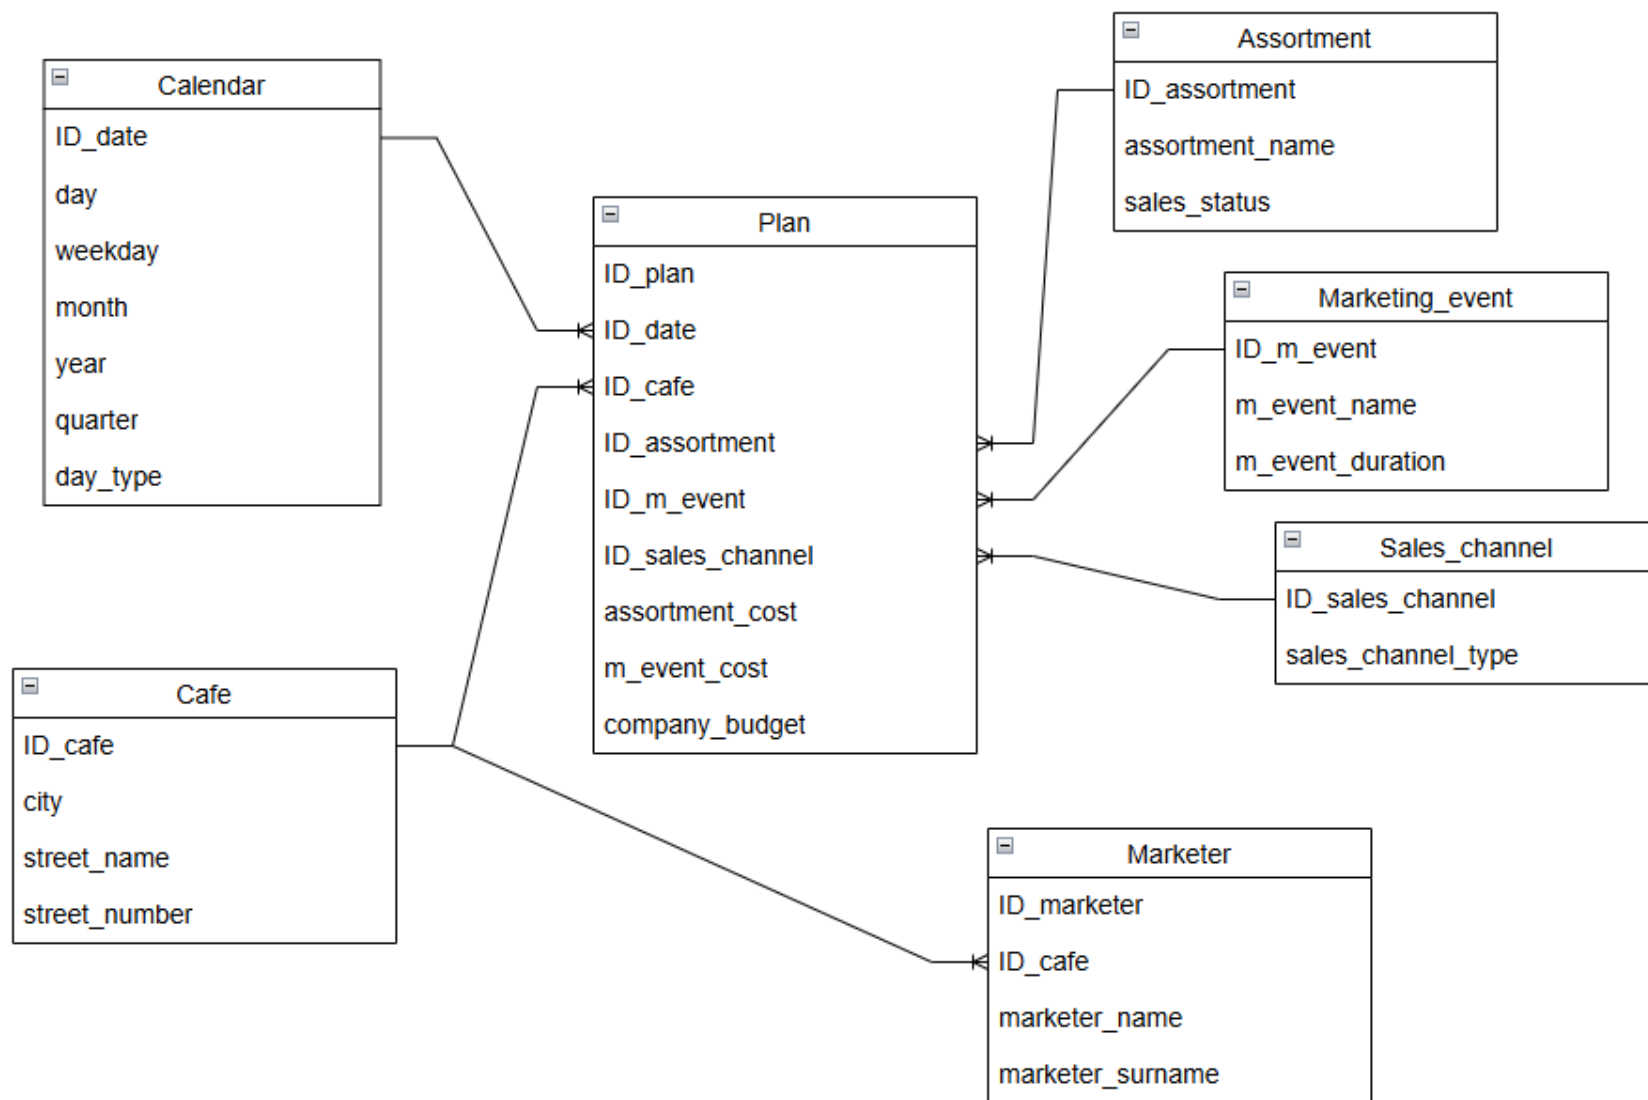 Calendar
ID_date
day
weekday
month
year
quarter
day_type
Cafe
ID_cafe
city
street_name
street_number
Plan
ID_plan
ID_date
ID_cafe
ID_assortment
ID_m_event
ID_sales_channel
assortment_cost
m_event_cost
company_budget
Assortment
ID_assortment
assortment_name
sales_status
Marketing_event
ID_m_event
m_event_name
m_event_duration
Sales_channel
ID_sales_channel
sales_channel_type
Marketer
ID_marketer
ID_cafe
marketer_name
marketer_surname